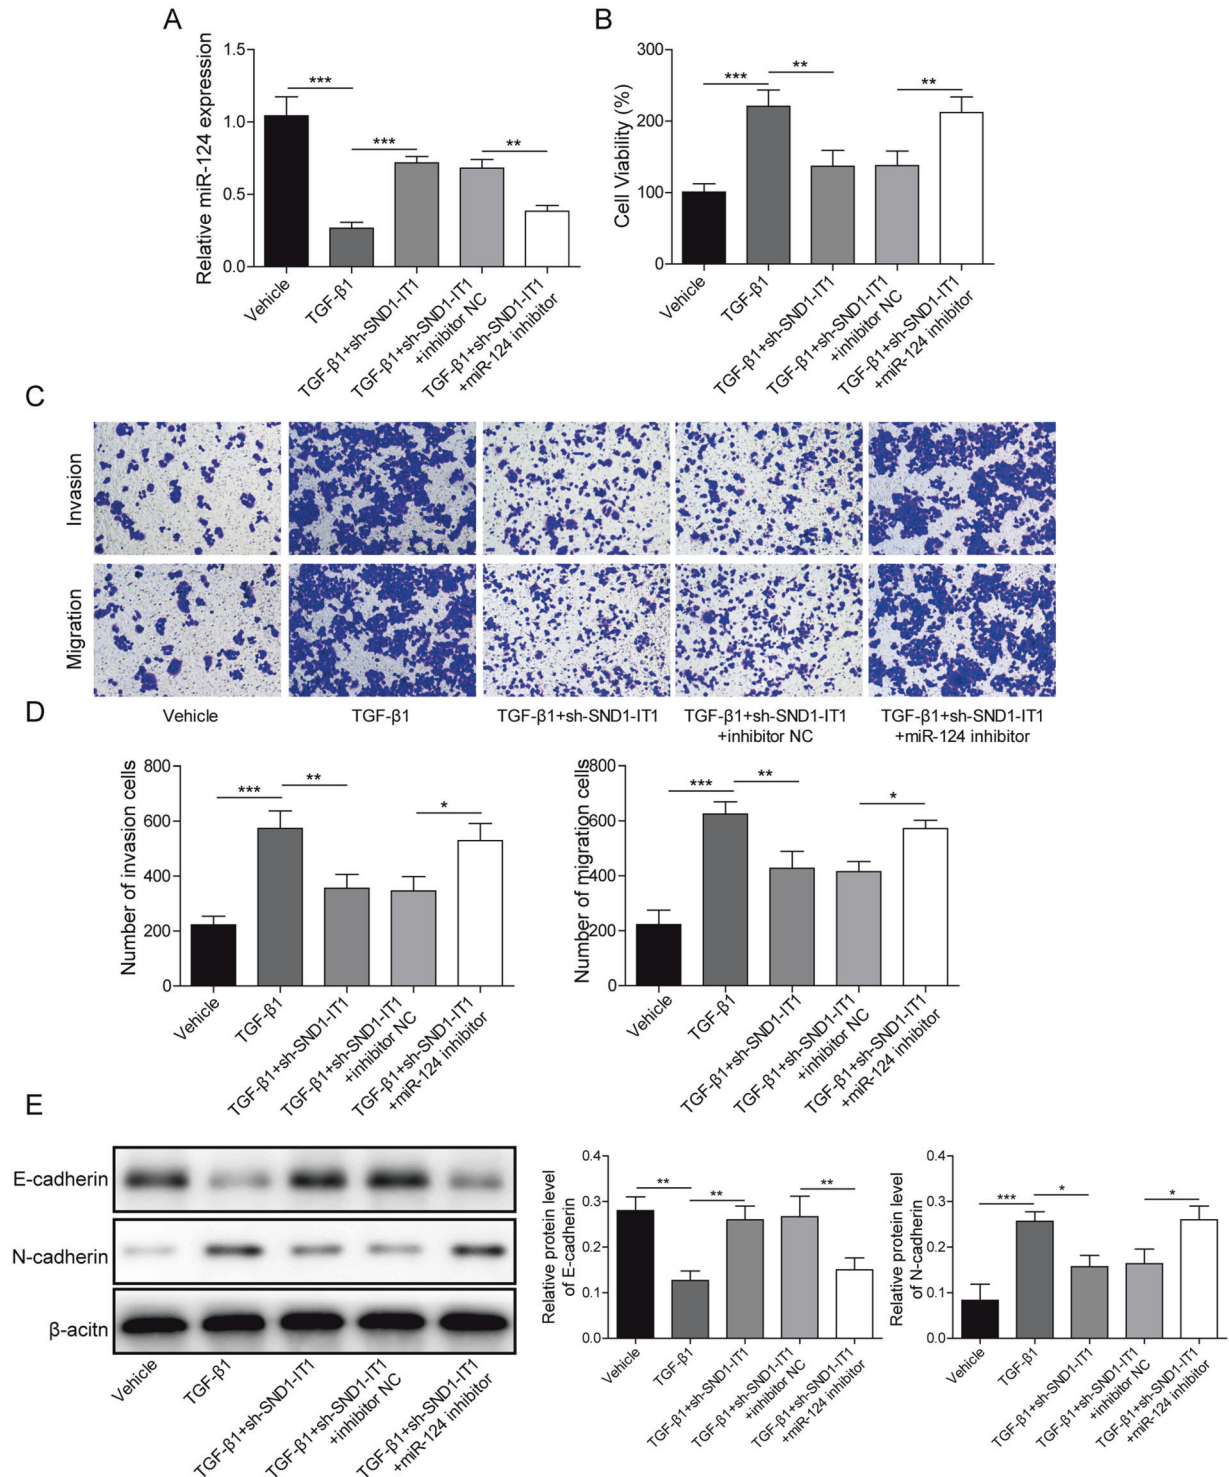 A
Relative miR-124 expression
1.5
1.0
0.5
0.0
***
***
**
Vehicle
TGF-β1
TGF-β1+sh-SND1-IT1
TGF-β1+sh-SND1-IT1
+inhibitor NC
TGF-β1+sh-SND1-IT1
+miR-124 inhibitor
B
Cell Viability (%)
300
200
100
0
***
**
**
Vehicle
TGF-β1
TGF-β1+sh-SND1-IT1
TGF-β1+sh-SND1-IT1
+inhibitor NC
TGF-β1+sh-SND1-IT1
+miR-124 inhibitor
C
Invasion
Migration
Vehicle
TGF-β1
TGF-β1+sh-SND1-IT1
TGF-β1+sh-SND1-IT1
+inhibitor NC
TGF-β1+sh-SND1-IT1
+miR-124 inhibitor
D
Number of invasion cells
800
600
400
200
0
***
**
*
Vehicle
TGF-β1
TGF-β1+sh-SND1-IT1
TGF-β1+sh-SND1-IT1
+inhibitor NC
TGF-β1+sh-SND1-IT1
+miR-124 inhibitor
Number of migration cells
800
600
400
200
0
***
**
*
Vehicle
TGF-β1
TGF-β1+sh-SND1-IT1
TGF-β1+sh-SND1-IT1
+inhibitor NC
TGF-β1+sh-SND1-IT1
+miR-124 inhibitor
E
E-cadherin
N-cadherin
β-acitn
Vehicle
TGF-β1
TGF-β1+sh-SND1-IT1
TGF-β1+sh-SND1-IT1
+inhibitor NC
TGF-β1+sh-SND1-IT1
+miR-124 inhibitor
Relative protein level
of E-cadherin
0.4
0.3
0.2
0.1
0.0
**
**
**
Vehicle
TGF-β1
TGF-β1+sh-SND1-IT1
TGF-β1+sh-SND1-IT1
+inhibitor NC
TGF-β1+sh-SND1-IT1
+miR-124 inhibitor
Relative protein level
of N-cadherin
0.4
0.3
0.2
0.1
0.0
***
*
*
Vehicle
TGF-β1
TGF-β1+sh-SND1-IT1
TGF-β1+sh-SND1-IT1
+inhibitor NC
TGF-β1+sh-SND1-IT1
+miR-124 inhibitor